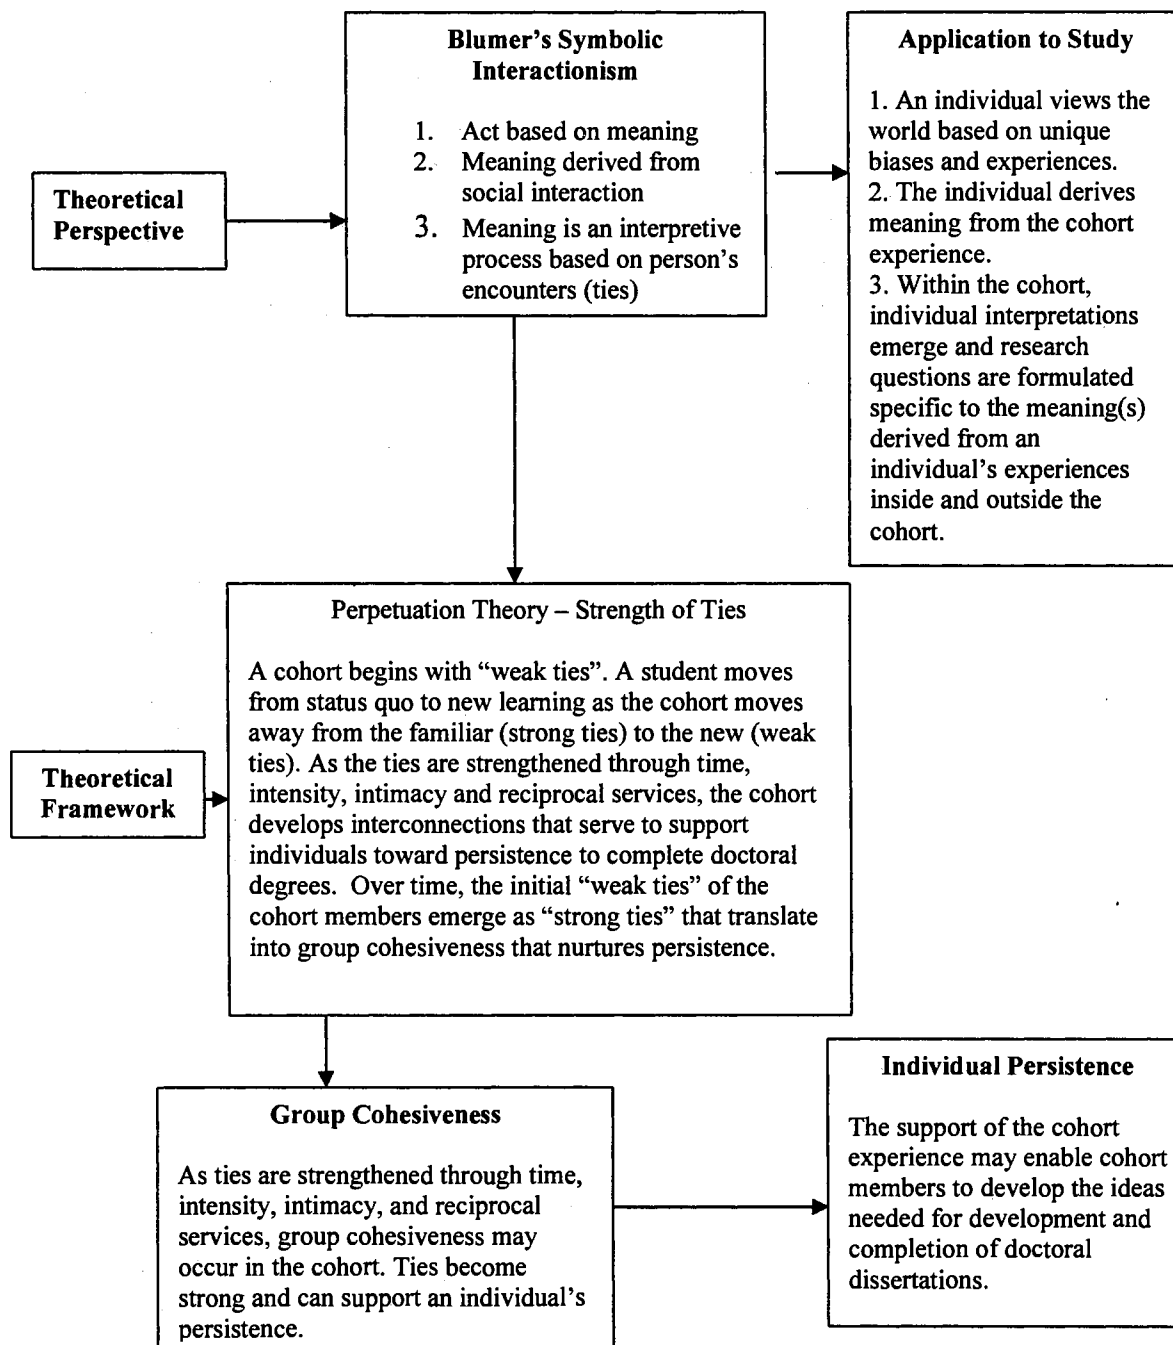 Theoretical
Perspective
Blumer’s Symbolic
Interactionism
1. Act based on meaning
2. Meaning derived from
social interaction
3. Meaning is an interpretive
process based on person’s
encounters (ties)
Application to Study
1. An individual views the
world based on unique
biases and experiences.
2. The individual derives
meaning from the cohort
experience.
3. Within the cohort,
individual interpretations
emerge and research
questions are formulated
specific to the meaning(s)
derived from an
individual’s experiences
inside and outside the
cohort.
Theoretical
Framework
Perpetuation Theory – Strength of Ties
A cohort begins with “weak ties”. A student moves
from status quo to new learning as the cohort moves
away from the familiar (strong ties) to the new (weak
ties). As the ties are strengthened through time,
intensity, intimacy and reciprocal services, the cohort
develops interconnections that serve to support
individuals toward persistence to complete doctoral
degrees. Over time, the initial “weak ties” of the
cohort members emerge as “strong ties” that translate
into group cohesiveness that nurtures persistence.
Group Cohesiveness
As ties are strengthened through time,
intensity, intimacy, and reciprocal
services, group cohesiveness may
occur in the cohort. Ties become
strong and can support an individual’s
persistence.
Individual Persistence
The support of the cohort
experience may enable cohort
members to develop the ideas
needed for development and
completion of doctoral
dissertations.